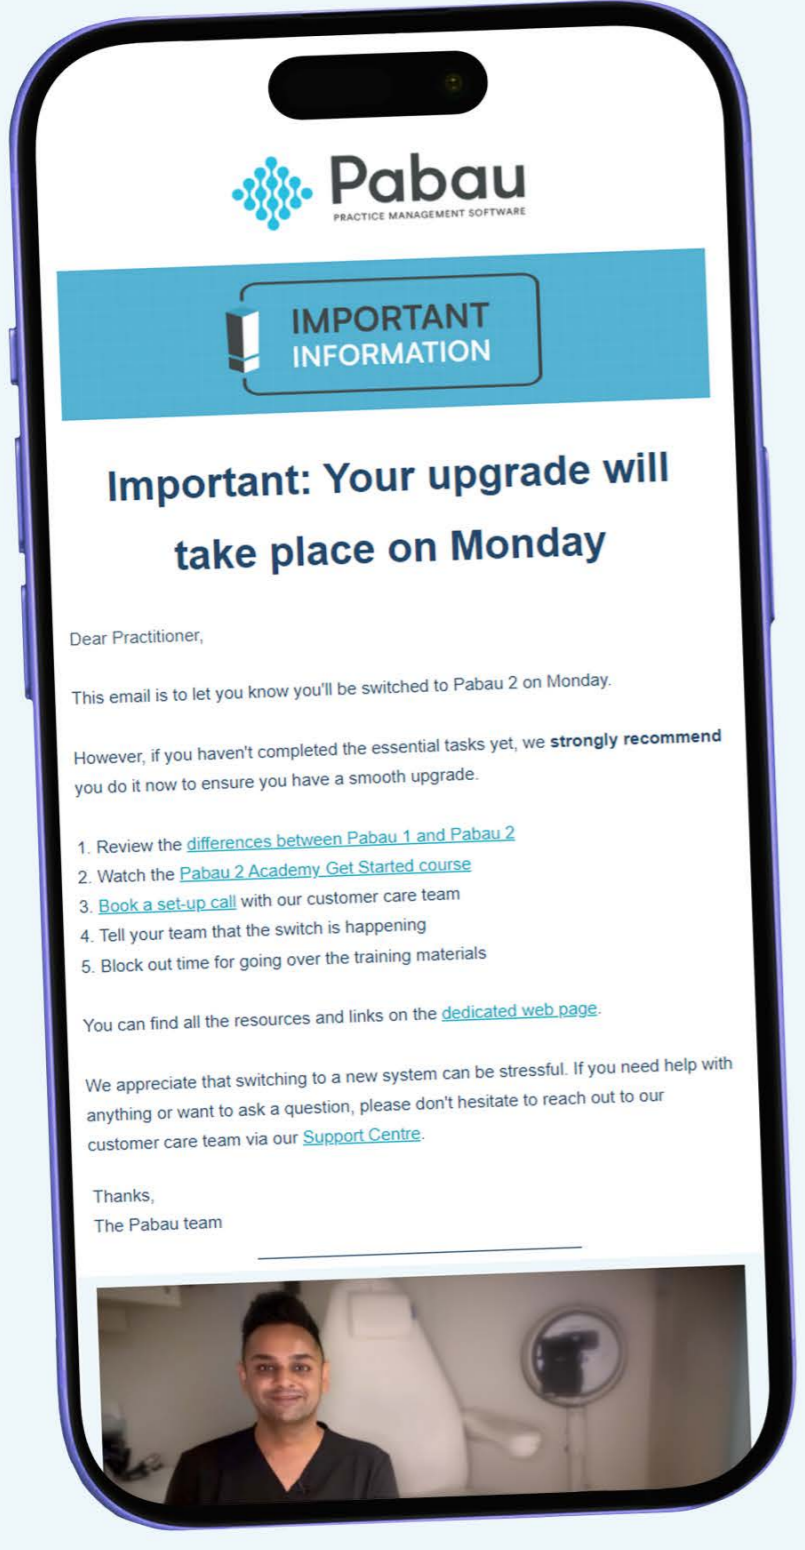 Pabau
PRACTICE MANAGEMENT SOFTWARE
IMPORTANT
INFORMATION
Important: Your upgrade will
take place on Monday
Dear Practitioner,
This email is to let you know you'll be switched to Pabau 2 on Monday.
However, if you haven't completed the essential tasks yet, we strongly recommend
you do it now to ensure you have a smooth upgrade.
1. Review the differences between Pabau 1 and Pabau 2
2. Watch the Pabau 2 Academy Get Started course
3. Book a set-up call with our customer care team
4. Tell your team that the switch is happening
5. Block out time for going over the training materials
You can find all the resources and links on the dedicated web page.
We appreciate that switching to a new system can be stressful. If you need help with
anything or want to ask a question, please don't hesitate to reach out to our
customer care team via our Support Centre.
Thanks,
The Pabau team